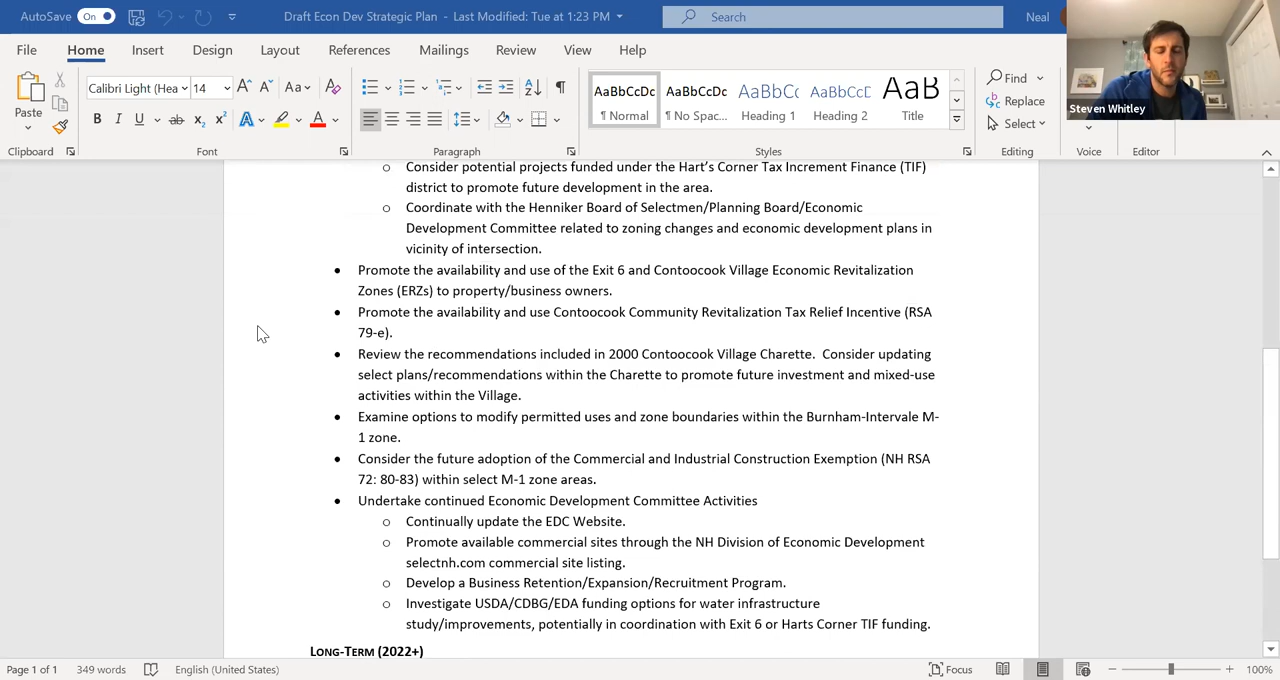 AutoSave On Draft Econ Dev Strategic Plan - Last Modified: Tue at 1:23 PM Search Neal
File Home Insert Design Layout References Mailings Review View Help
Steven Whitley
Paste
Clipboard
Calibri Light (Hea 14 A A Aa A
B I U ab x₂ x² A A
Font
Paragraph
AaBbCcDc AaBbCcDc AaBbCc AaBbCcD AaB
¶ Normal ¶ No Spac... Heading 1 Heading 2 Title
Styles
Find
Replace
Select
Editing
Voice
Editor
o Consider potential projects funded under the Hart's Corner Tax Increment Finance (TIF)
district to promote future development in the area.
o Coordinate with the Henniker Board of Selectmen/Planning Board/Economic
Development Committee related to zoning changes and economic development plans in
vicinity of intersection.
• Promote the availability and use of the Exit 6 and Contoocook Village Economic Revitalization
Zones (ERZs) to property/business owners.
• Promote the availability and use Contoocook Community Revitalization Tax Relief Incentive (RSA
79-e).
• Review the recommendations included in 2000 Contoocook Village Charette. Consider updating
select plans/recommendations within the Charette to promote future investment and mixed-use
activities within the Village.
• Examine options to modify permitted uses and zone boundaries within the Burnham-Intervale M-
1 zone.
• Consider the future adoption of the Commercial and Industrial Construction Exemption (NH RSA
72: 80-83) within select M-1 zone areas.
• Undertake continued Economic Development Committee Activities
o Continually update the EDC Website.
o Promote available commercial sites through the NH Division of Economic Development
selectnh.com commercial site listing.
o Develop a Business Retention/Expansion/Recruitment Program.
o Investigate USDA/CDBG/EDA funding options for water infrastructure
study/improvements, potentially in coordination with Exit 6 or Harts Corner TIF funding.
LONG-TERM (2022+)
Page 1 of 1 349 words English (United States) Focus 100%